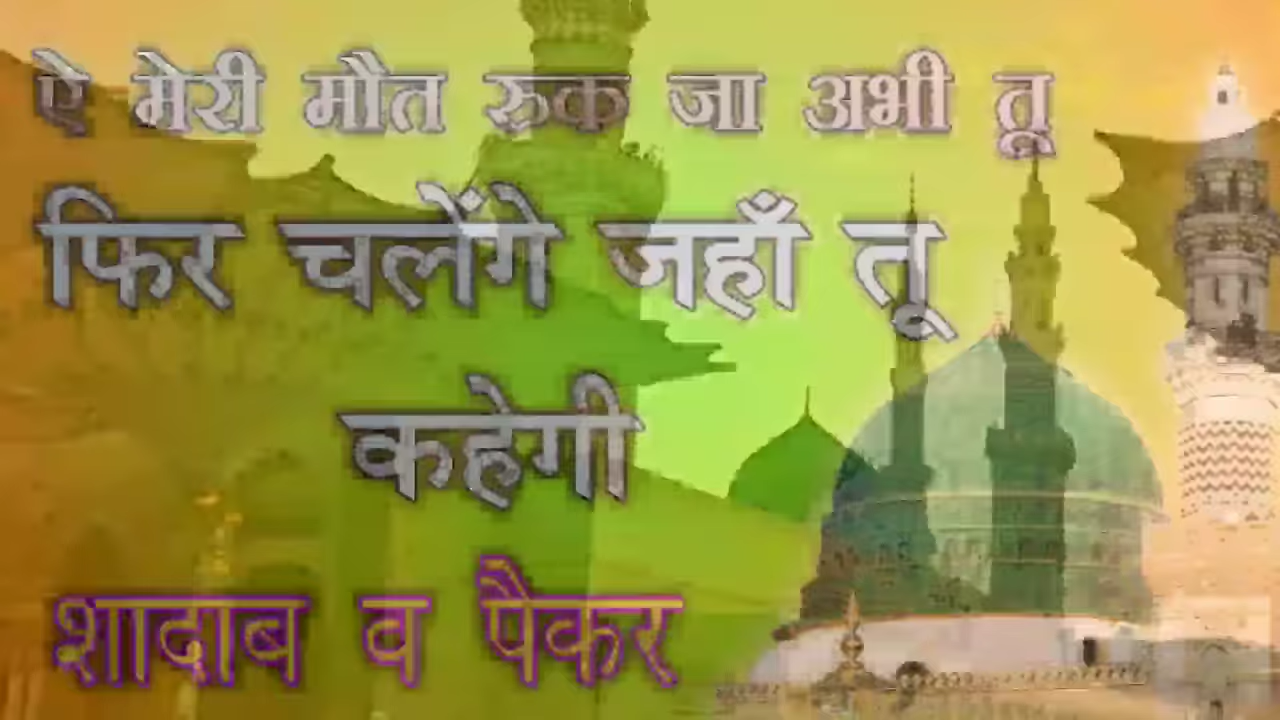 ऐ मेरी मौत रुक जा अभी तू
फिर चलेंगे जहाँ तू
कहेगी
शादाब व पैकर